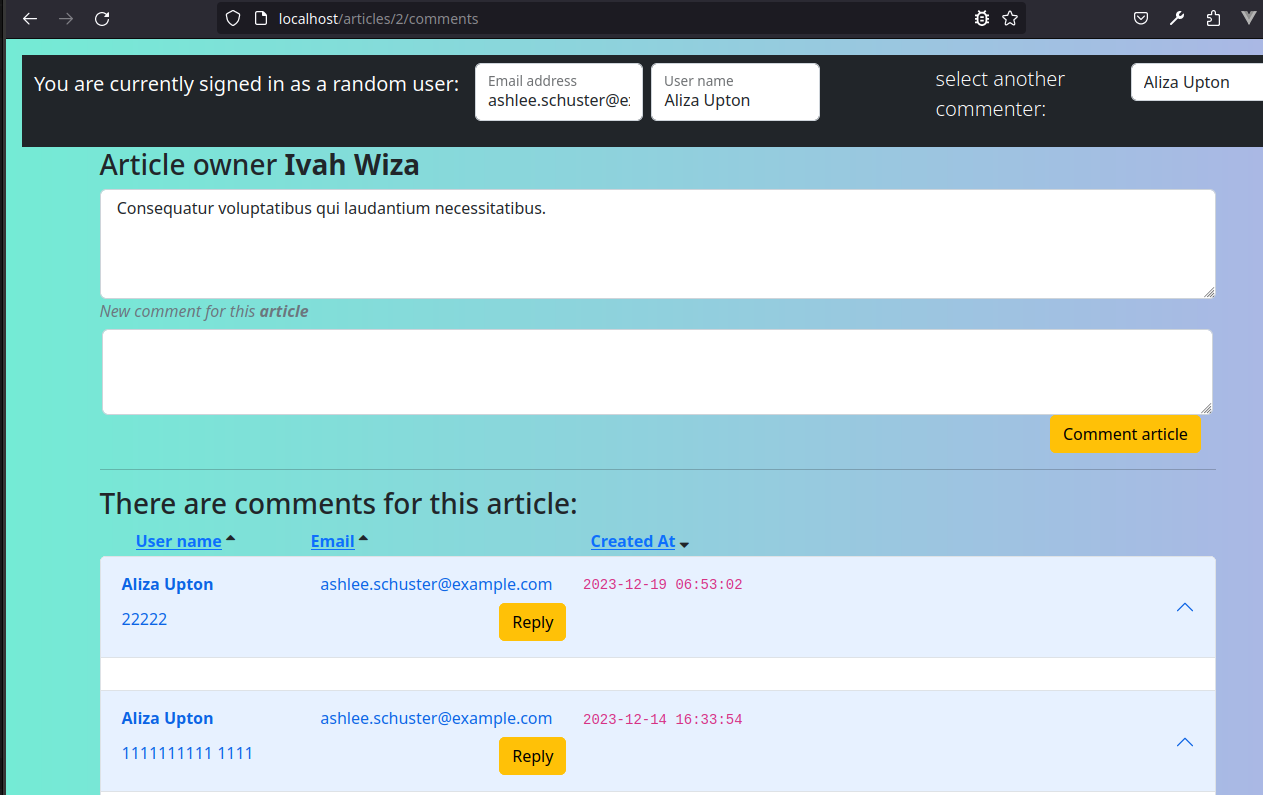 localhost/articles/2/comments
You are currently signed in as a random user:
Email address
ashlee.schuster@e
User name
Aliza Upton
select another
commenter:
Aliza Upton
Article owner Ivah Wiza
Consequatur voluptatibus qui laudantium necessitatibus.
New comment for this article
Comment article
There are comments for this article:
User name Email Created At
Aliza Upton ashlee.schuster@example.com 2023-12-19 06:53:02
22222
Reply
Aliza Upton ashlee.schuster@example.com 2023-12-14 16:33:54
1111111111 1111
Reply